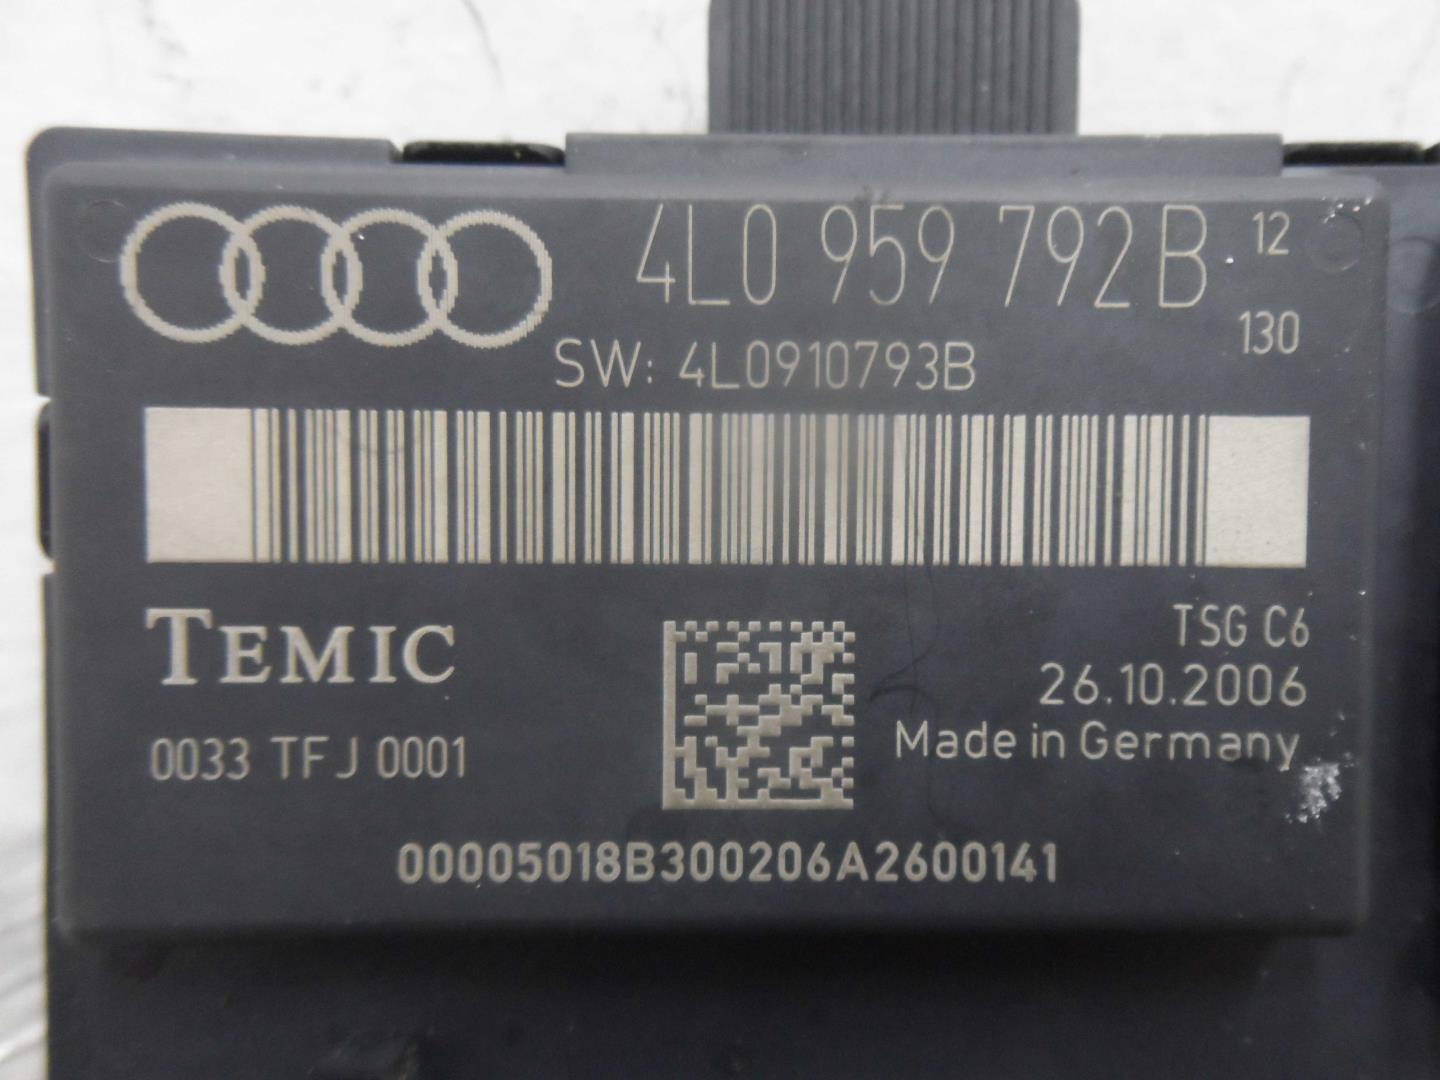 4L0 959 792B 12
130
SW: 4L0910793B
TEMIC
TSG C6
26.10.2006
0033 TFJ 0001
Made in Germany
00005018B300206A2600141